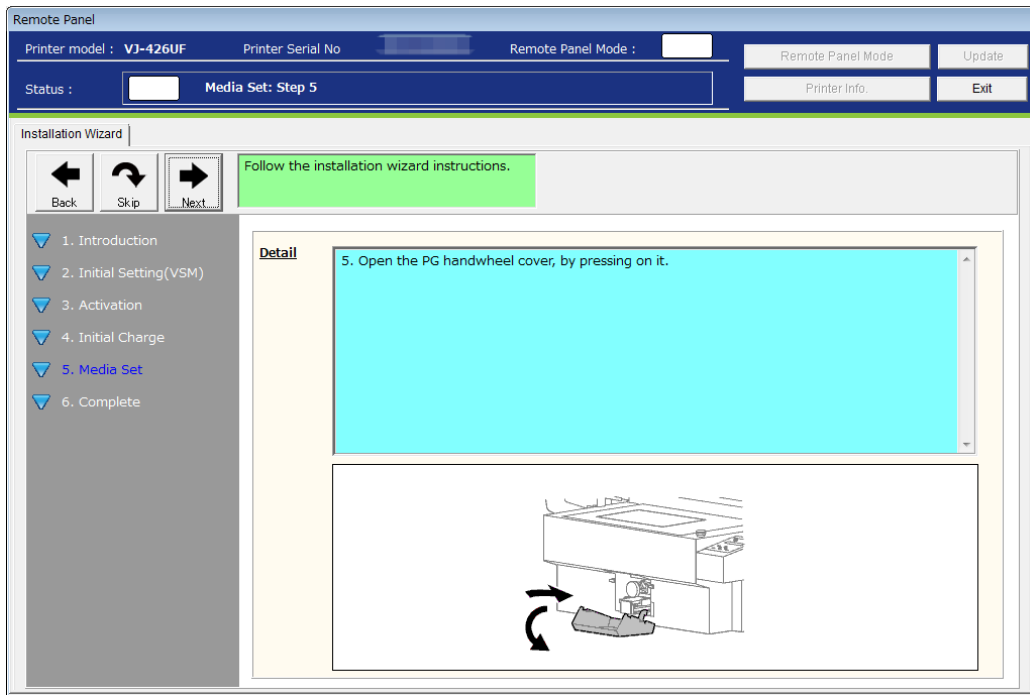 Remote Panel
Printer model : VJ-426UF Printer Serial No Remote Panel Mode :
Remote Panel Mode Update
Status : Media Set: Step 5
Printer Info. Exit
Installation Wizard
Back Skip Next
Follow the installation wizard instructions.
1. Introduction
2. Initial Setting(VSM)
3. Activation
4. Initial Charge
5. Media Set
6. Complete
Detail
5. Open the PG handwheel cover, by pressing on it.